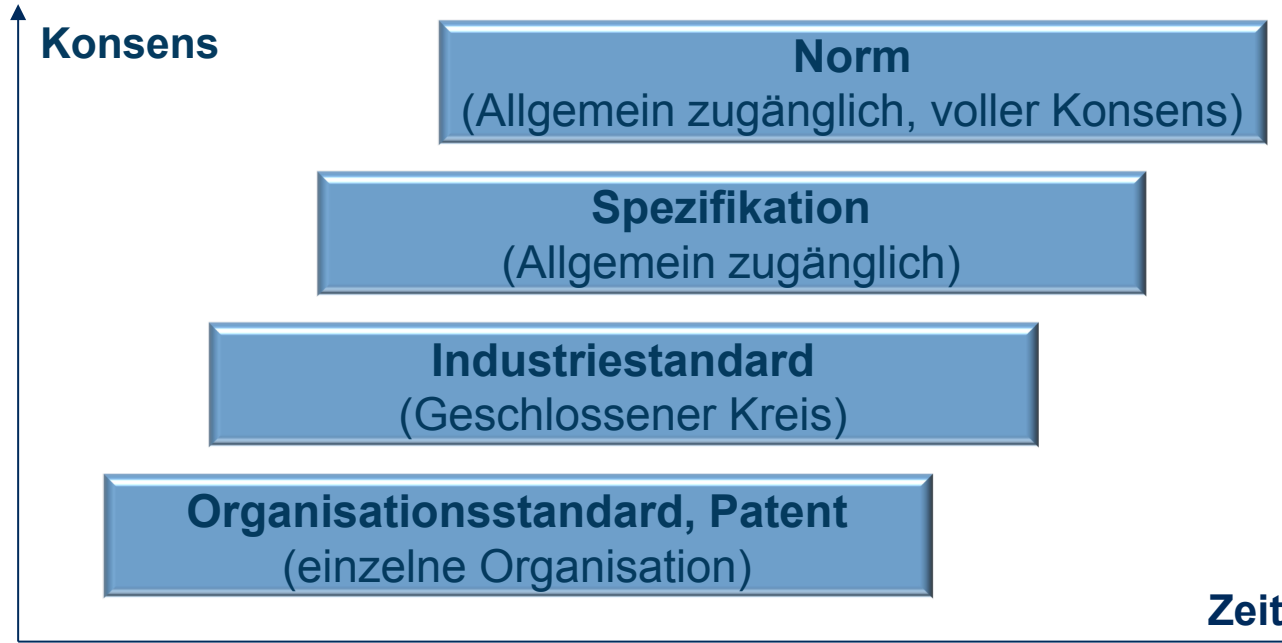 Konsens
Norm
(Allgemein zugänglich, voller Konsens)
Spezifikation
(Allgemein zugänglich)
Industriestandard
(Geschlossener Kreis)
Organisationsstandard, Patent
(einzelne Organisation)
Zeit